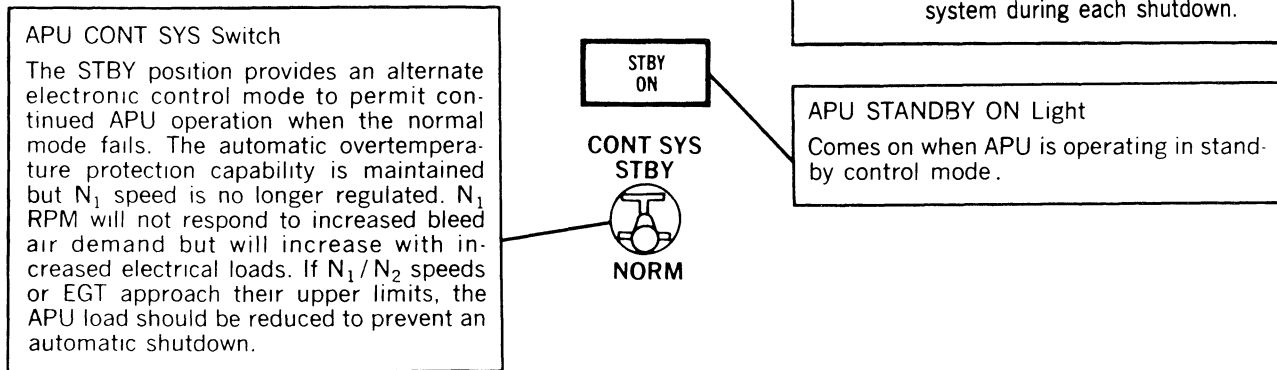 APU CONT SYS Switch
The STBY position provides an alternate
electronic control mode to permit con-
tinued APU operation when the normal
mode fails. The automatic overtempera-
ture protection capability is maintained
but N₁ speed is no longer regulated. N₁
RPM will not respond to increased bleed
air demand but will increase with in-
creased electrical loads. If N₁/N₂ speeds
or EGT approach their upper limits, the
APU load should be reduced to prevent an
automatic shutdown.
STBY
ON
CONT SYS
STBY
NORM
system during each shutdown.
APU STANDBY ON Light
Comes on when APU is operating in stand-
by control mode.